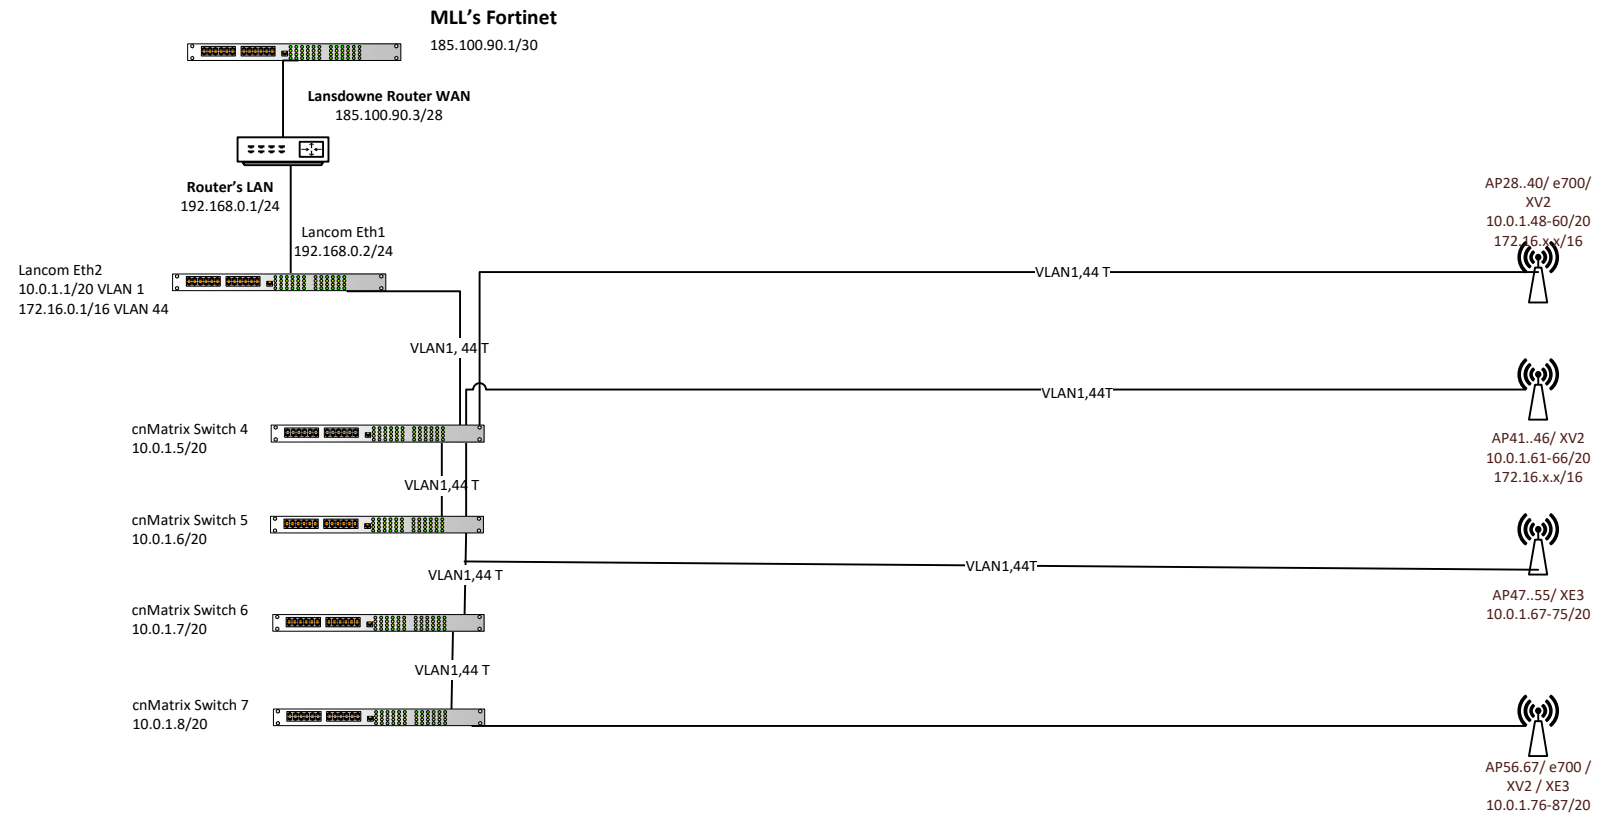 MLL's Fortinet
185.100.90.1/30
Lansdowne Router WAN
185.100.90.3/28
Router's LAN
192.168.0.1/24
Lancom Eth1
192.168.0.2/24
Lancom Eth2
10.0.1.1/20 VLAN 1
172.16.0.1/16 VLAN 44
AP28..40/ e700/
XV2
10.0.1.48-60/20
172.16.x.x/16
VLAN1,44 T
VLAN1, 44 T
VLAN1,44T
cnMatrix Switch 4
10.0.1.5/20
AP41..46/ XV2
10.0.1.61-66/20
172.16.x.x/16
VLAN1,44 T
cnMatrix Switch 5
10.0.1.6/20
VLAN1,44T
VLAN1,44 T
AP47..55/ XE3
10.0.1.67-75/20
cnMatrix Switch 6
10.0.1.7/20
VLAN1,44 T
cnMatrix Switch 7
10.0.1.8/20
AP56.67/ e700 /
XV2 / XE3
10.0.1.76-87/20